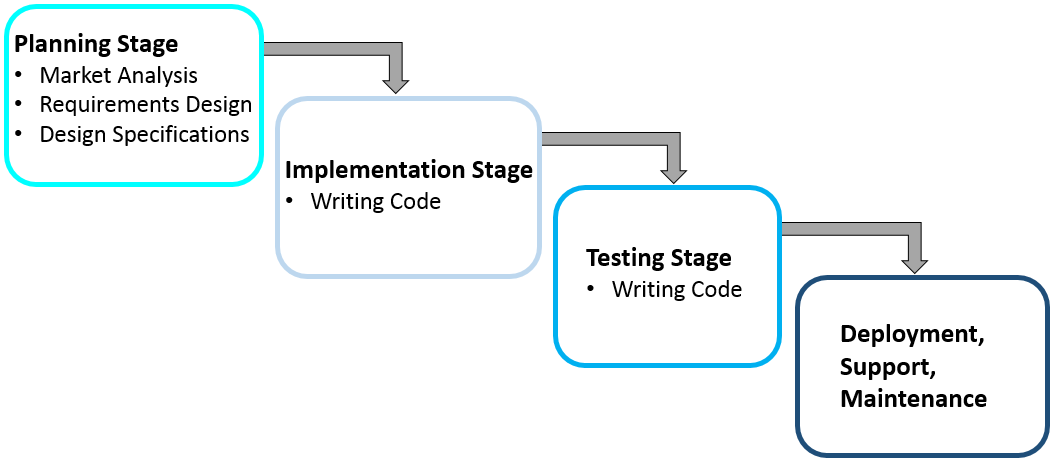 Planning Stage
• Market Analysis
• Requirements Design
• Design Specifications
Implementation Stage
• Writing Code
Testing Stage
• Writing Code
Deployment,
Support,
Maintenance